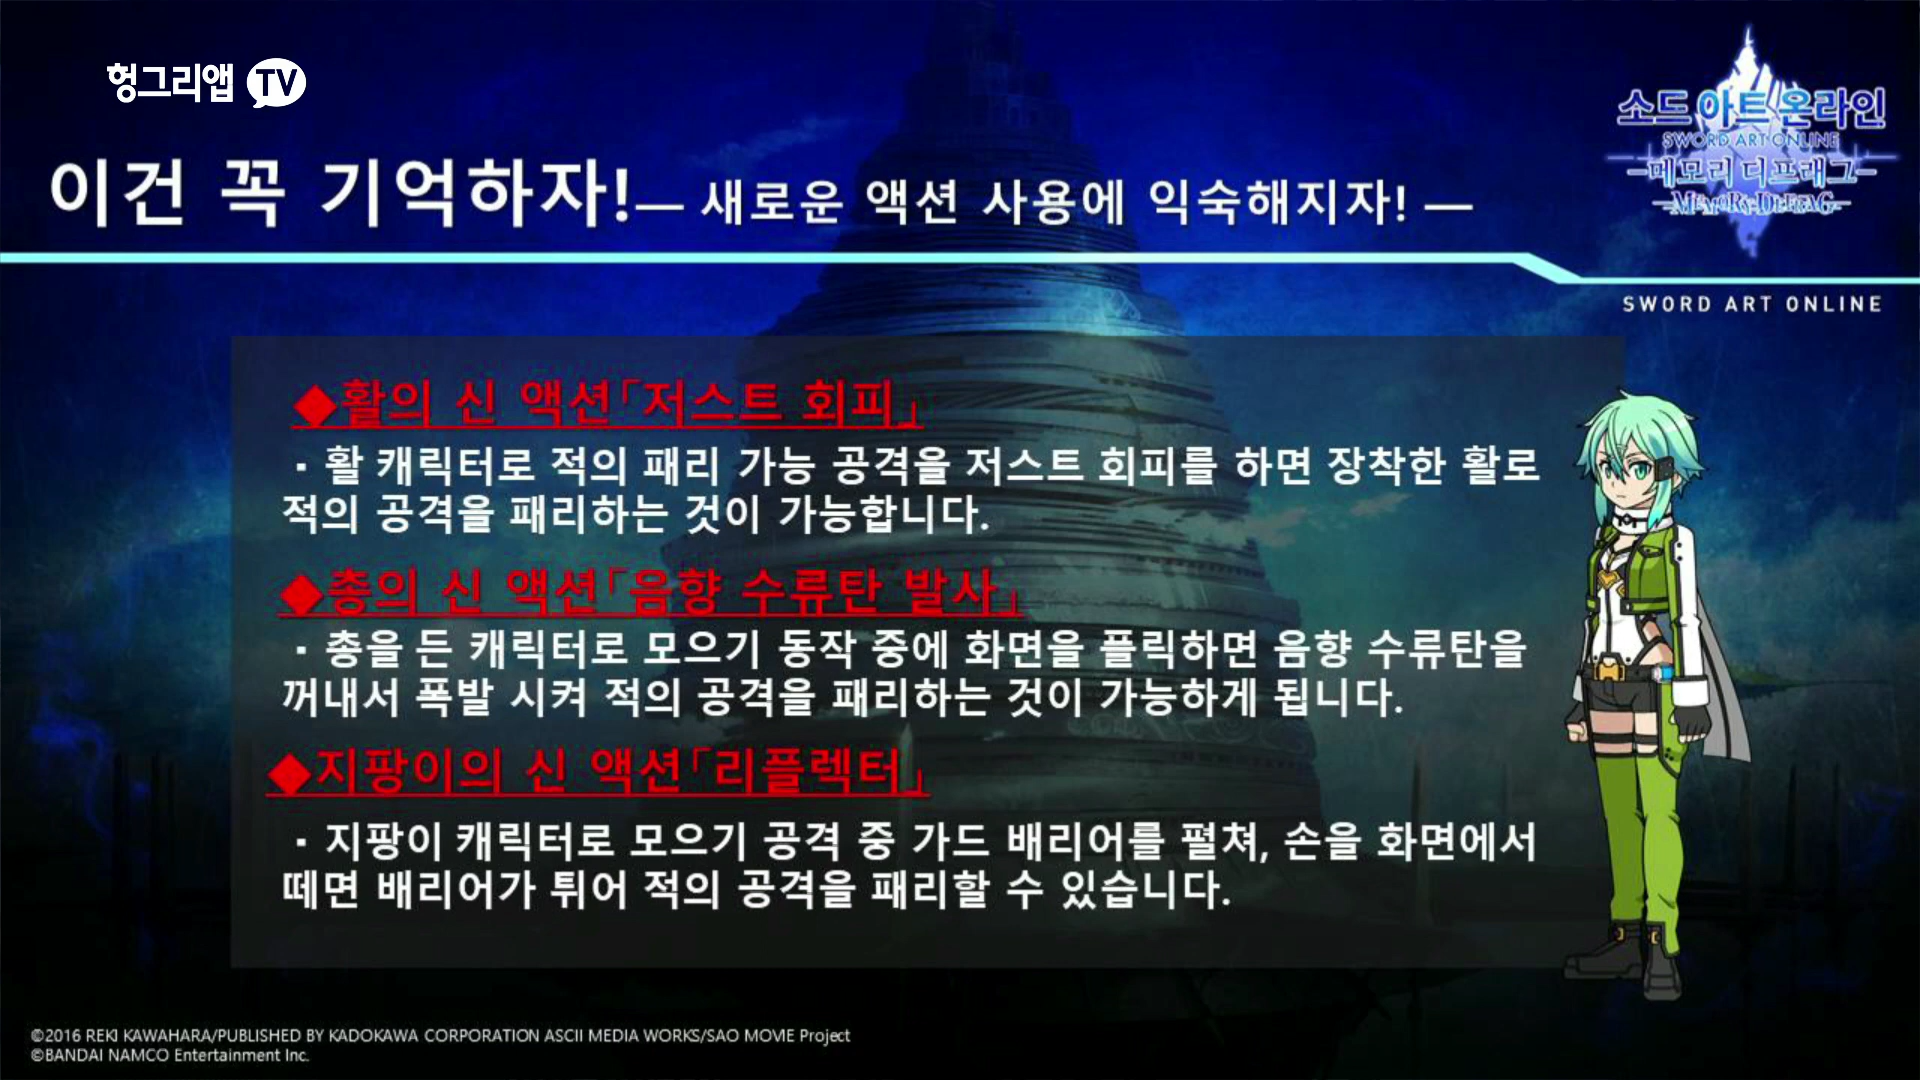 헝그리앱 TV
소드 아트 온라인
SWORD ART ONLINE
메모리 디프래그
MEMORY DEFRAG
이건 꼭 기억하자!— 새로운 액션 사용에 익숙해지자! —
SWORD ART ONLINE
◆활의 신 액션「저스트 회피」
▪ 활 캐릭터로 적의 패리 가능 공격을 저스트 회피를 하면 장착한 활로
적의 공격을 패리하는 것이 가능합니다.
◆총의 신 액션「음향 수류탄 발사」
▪ 총을 든 캐릭터로 모으기 동작 중에 화면을 플릭하면 음향 수류탄을
꺼내서 폭발 시켜 적의 공격을 패리하는 것이 가능하게 됩니다.
◆지팡이의 신 액션「리플렉터」
▪ 지팡이 캐릭터로 모으기 공격 중 가드 배리어를 펼쳐, 손을 화면에서
떼면 배리어가 튀어 적의 공격을 패리할 수 있습니다.
©2016 REKI KAWAHARA/PUBLISHED BY KADOKAWA CORPORATION ASCII MEDIA WORKS/SAO MOVIE Project
©BANDAI NAMCO Entertainment Inc.